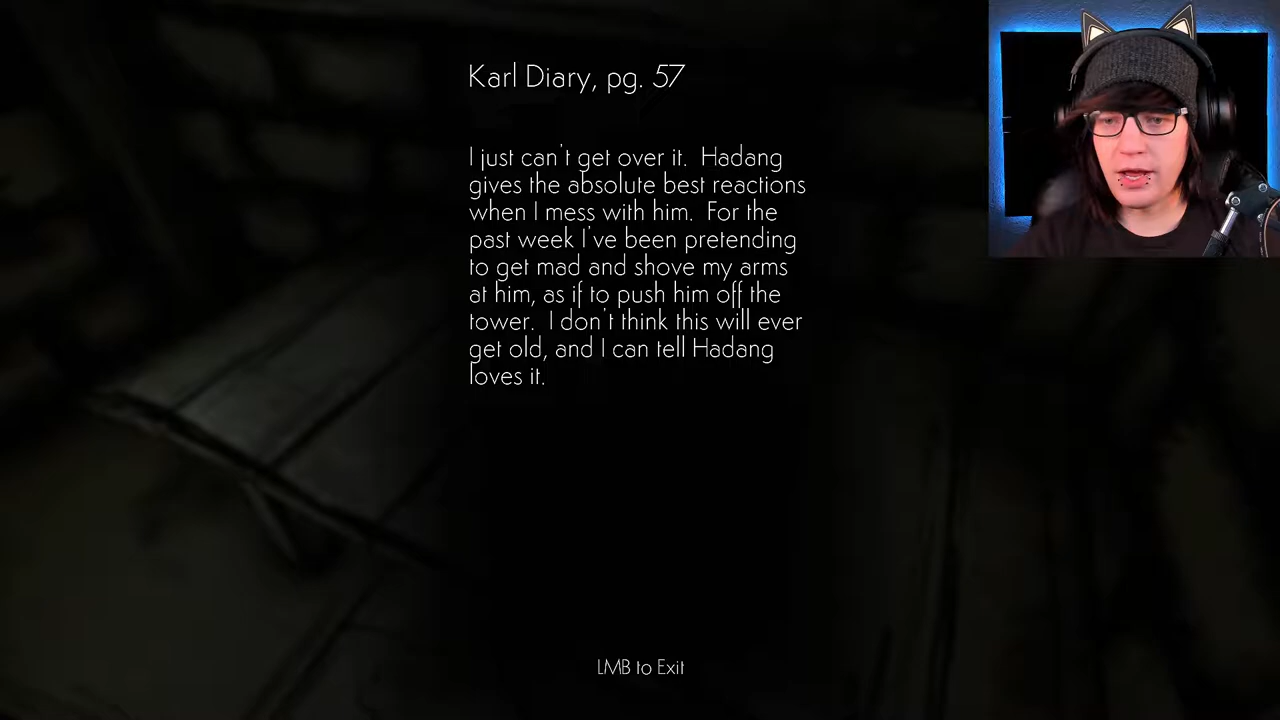 Karl Diary, pg. 57
I just can't get over it. Hadang
gives the absolute best reactions
when I mess with him. For the
past week I've been pretending
to get mad and shove my arms
at him, as if to push him off the
tower. I don't think this will ever
get old, and I can tell Hadang
loves it.
LMB to Exit